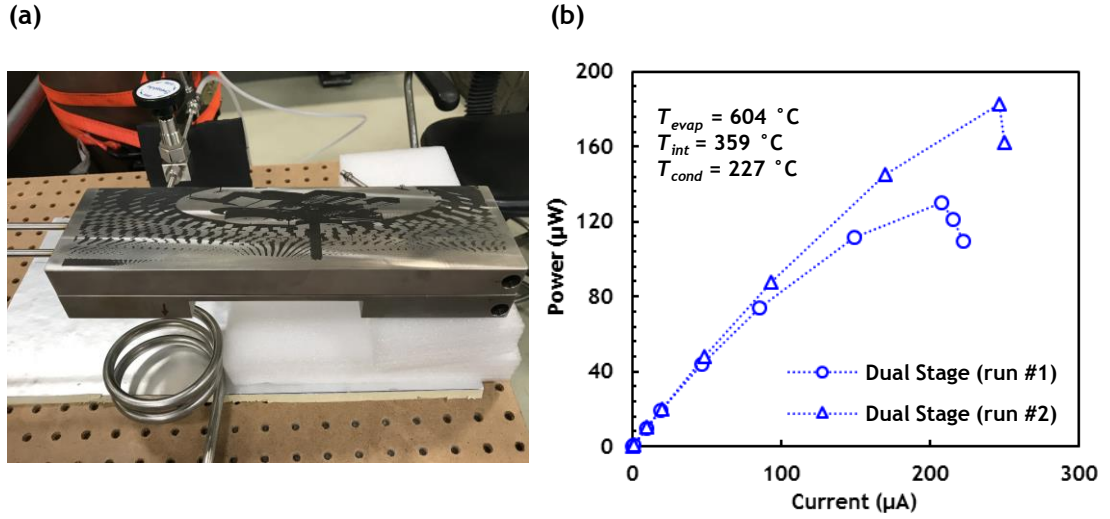 (a)
(b)
200
160
120
80
40
0
Power (µW)
T_evap = 604 °C
T_int = 359 °C
T_cond = 227 °C
Dual Stage (run #1)
Dual Stage (run #2)
0 100 200 300
Current (µA)